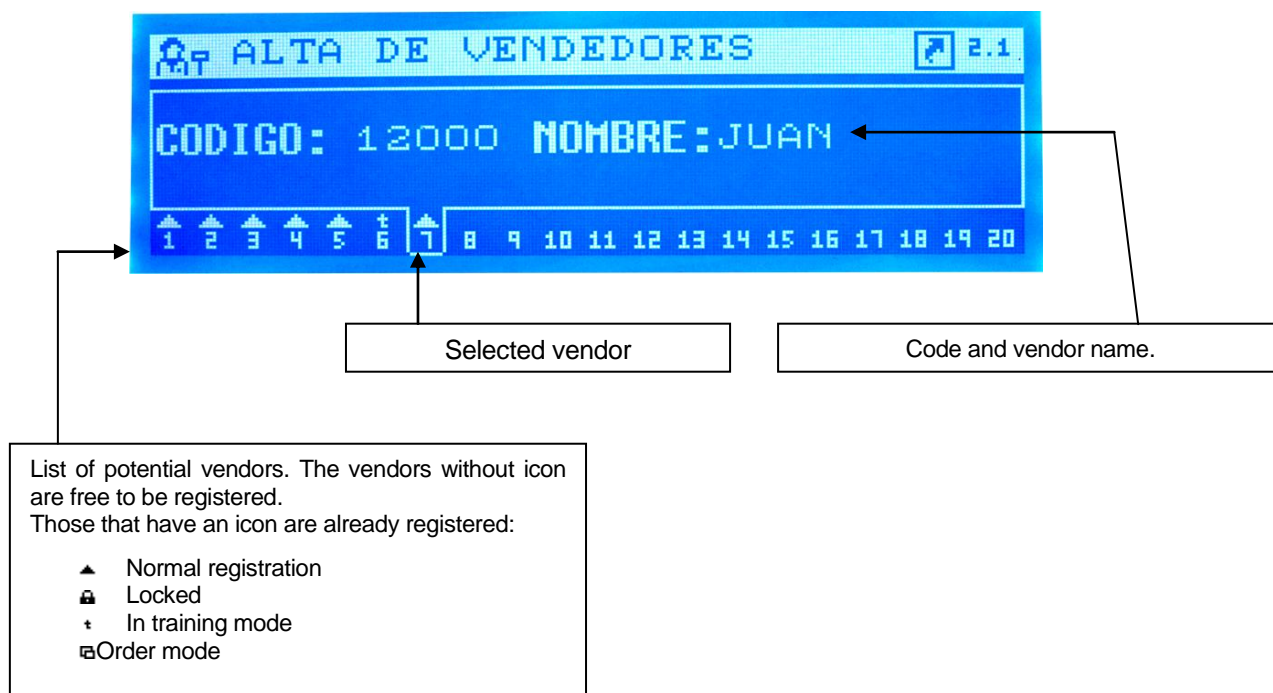 ALTA DE VENDEDORES 2.1
CODIGO: 12000 NOMBRE:JUAN
t
1 2 3 4 5 6 7 8 9 10 11 12 13 14 15 16 17 18 19 20
Selected vendor
Code and vendor name.
List of potential vendors. The vendors without icon
are free to be registered.
Those that have an icon are already registered:
Normal registration
Locked
t In training mode
Order mode